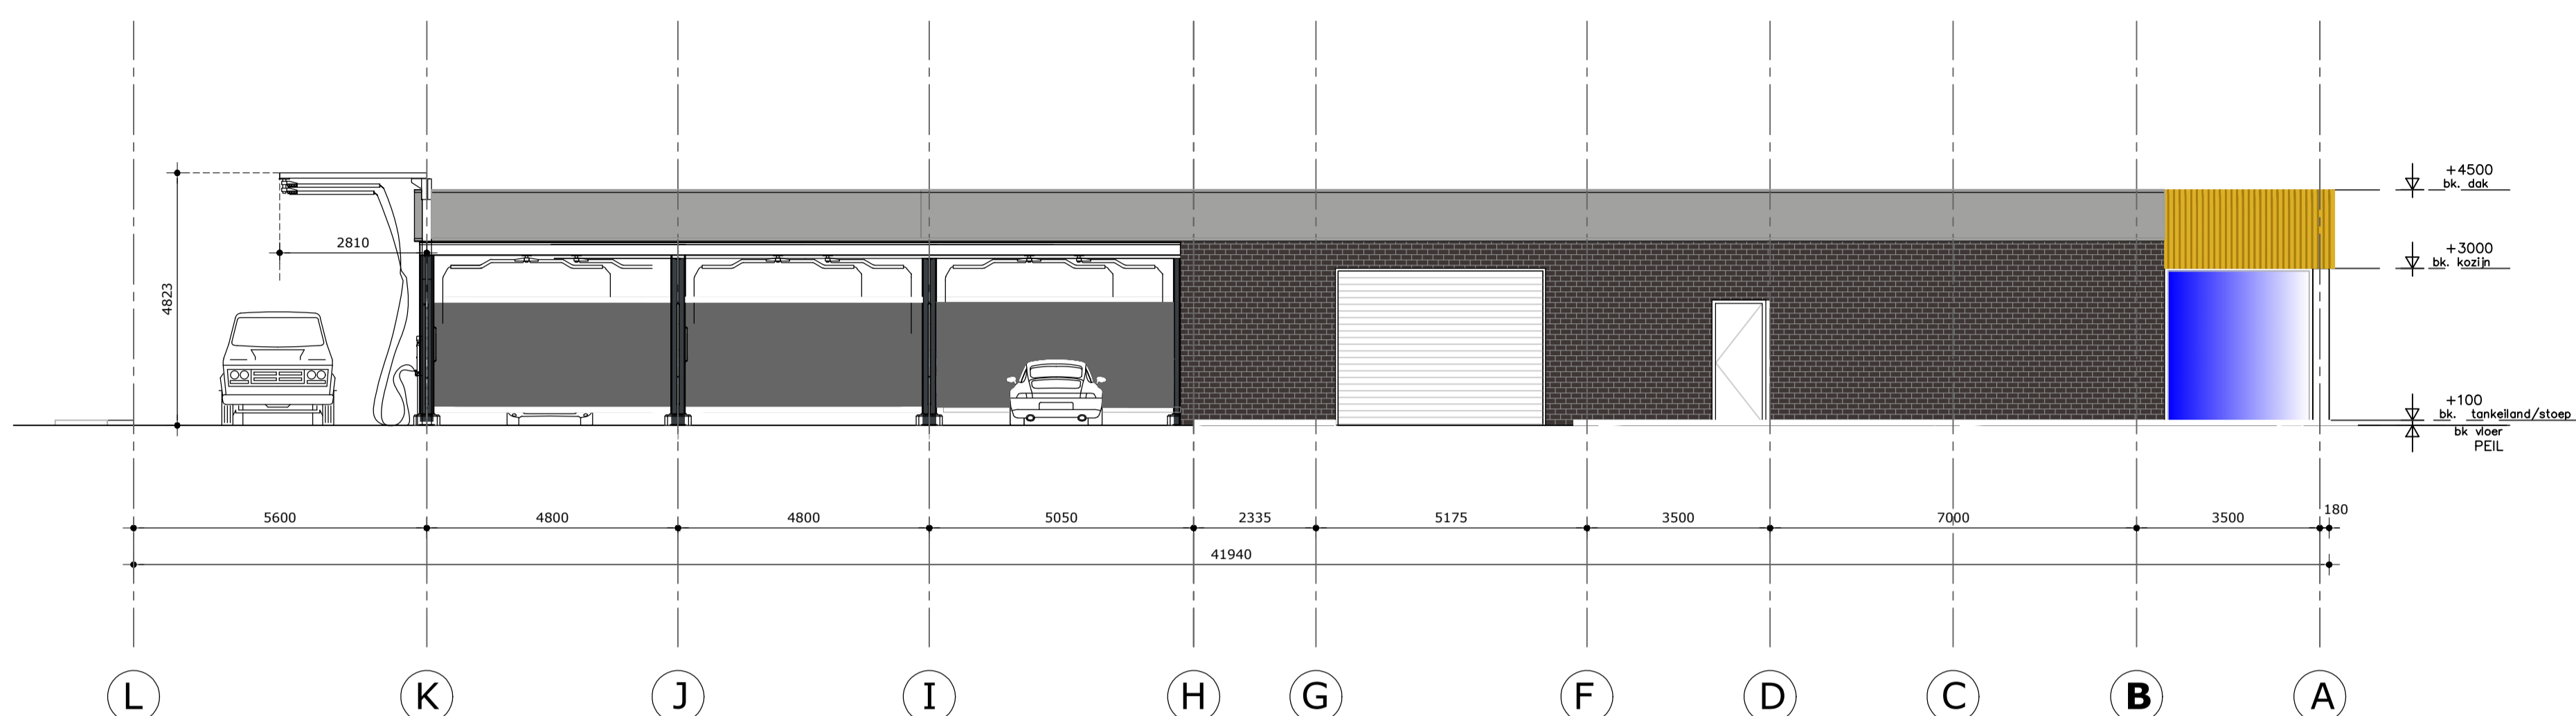 +4500
bk. dak
2810
+3000
bk. kozijn
4823
+100
bk. tankeiland/stoep
bk vloer
PEIL
5600 4800 4800 5050 2335 5175 3500 7000 3500 180
41940
L K J I H G F D C B A